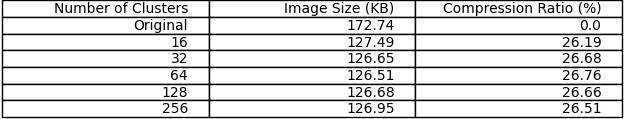 Number of Clusters Image Size (KB) Compression Ratio (%)
Original 172.74 0.0
16 127.49 26.19
32 126.65 26.68
64 126.51 26.76
128 126.68 26.66
256 126.95 26.51